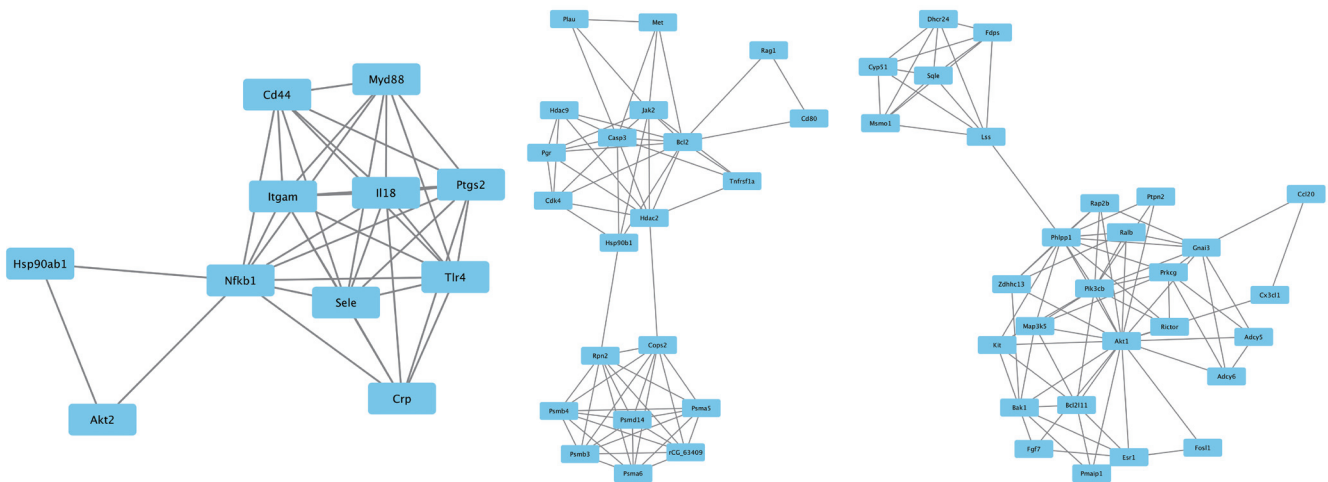 Myd88
Cd44
Itgam
Il18
Ptgs2
Hsp90ab1
Nfkb1
Tlr4
Sele
Crp
Akt2
Plau
Met
Rag1
Hdac9
Jak2
Cd80
Casp3
Bcl2
Pgr
Tnfrsf1a
Cdk4
Hdac2
Hsp90b1
Cops2
Rpn2
Psmb4
Psma5
Psmd14
Psmb3
rCG_63409
Psma6
Dhcr24
Fdps
Cyp51
Sqle
Msmo1
Lss
Ccl20
Ptpn2
Rap2b
Phlpp1
Ralb
Gnai3
Prkcg
Zdhhc13
Pik3cb
Cx3cl1
Map3k5
Rictor
Kit
Akt1
Adcy5
Adcy6
Bak1
Bcl2l11
Fgf7
Esr1
Fosl1
Pmaip1